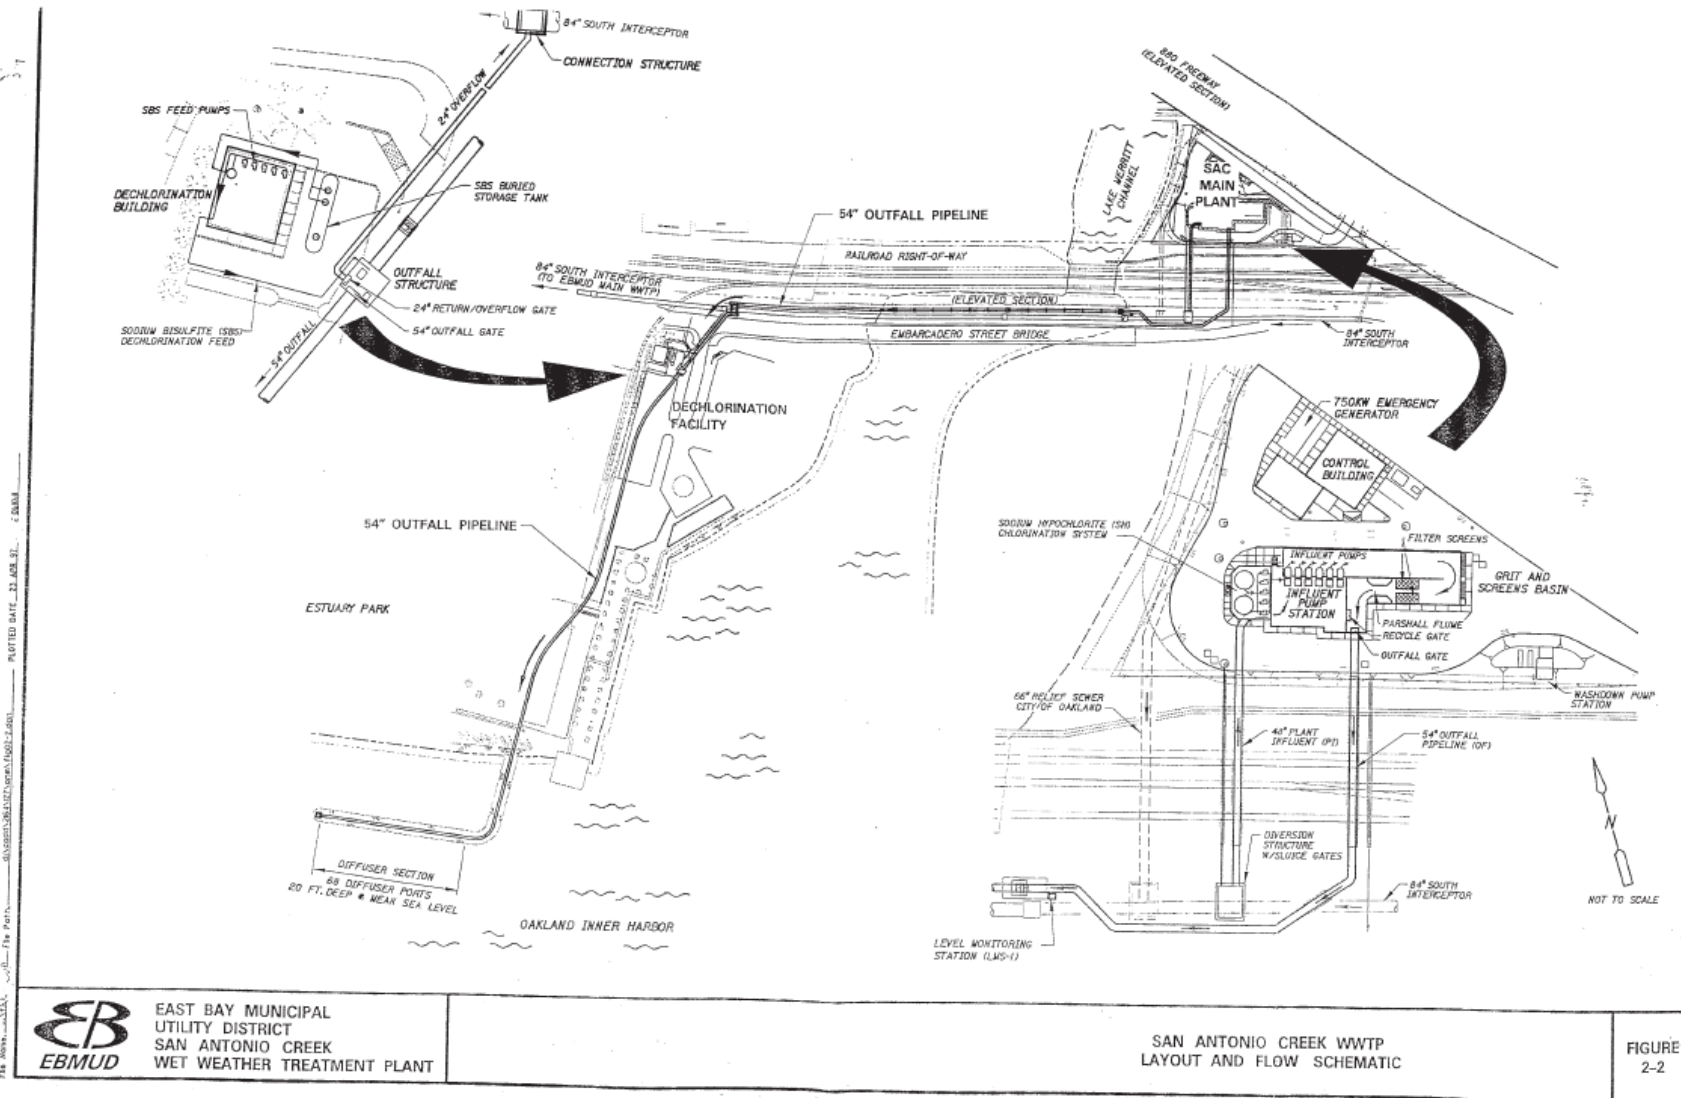 84" SOUTH INTERCEPTOR
CONNECTION STRUCTURE
24" OVERFLOW
SBS FEED PUMPS
DECHLORINATION
BUILDING
SBS BURIED
STORAGE TANK
OUTFALL
STRUCTURE
24" RETURN/OVERFLOW GATE
54" OUTFALL GATE
SODIUM BISULFITE (SBS)
DECHLORINATION FEED
54" OUTFALL
880 FREEWAY
(ELEVATED SECTION)
LAKE MERRITT
CHANNEL
SAC
MAIN
PLANT
54" OUTFALL PIPELINE
RAILROAD RIGHT-OF-WAY
84" SOUTH INTERCEPTOR
(TO EBMUD MAIN WWTP)
(ELEVATED SECTION)
EMBARCADERO STREET BRIDGE
84" SOUTH
INTERCEPTOR
DECHLORINATION
FACILITY
54" OUTFALL PIPELINE
ESTUARY PARK
750KW EMERGENCY
GENERATOR
CONTROL
BUILDING
SODIUM HYPOCHLORITE (SH)
CHLORINATION SYSTEM
FILTER SCREENS
INFLUENT PUMPS
INFLUENT
PUMP
STATION
GRIT AND
SCREENS BASIN
PARSHALL FLUME
RECYCLE GATE
OUTFALL GATE
WASHDOWN PUMP
STATION
66" RELIEF SEWER
CITY OF OAKLAND
48" PLANT
INFLUENT (PI)
54" OUTFALL
PIPELINE (OF)
DIVERSION
STRUCTURE
W/SLUICE GATES
84" SOUTH
INTERCEPTOR
LEVEL MONITORING
STATION (LMS-1)
N
NOT TO SCALE
DIFFUSER SECTION
68 DIFFUSER PORTS
20 FT. DEEP @ MEAN SEA LEVEL
OAKLAND INNER HARBOR
PLOTTED DATE 23 APR 97
EBMUD
EAST BAY MUNICIPAL
UTILITY DISTRICT
SAN ANTONIO CREEK
WET WEATHER TREATMENT PLANT
SAN ANTONIO CREEK WWTP
LAYOUT AND FLOW SCHEMATIC
FIGURE
2-2